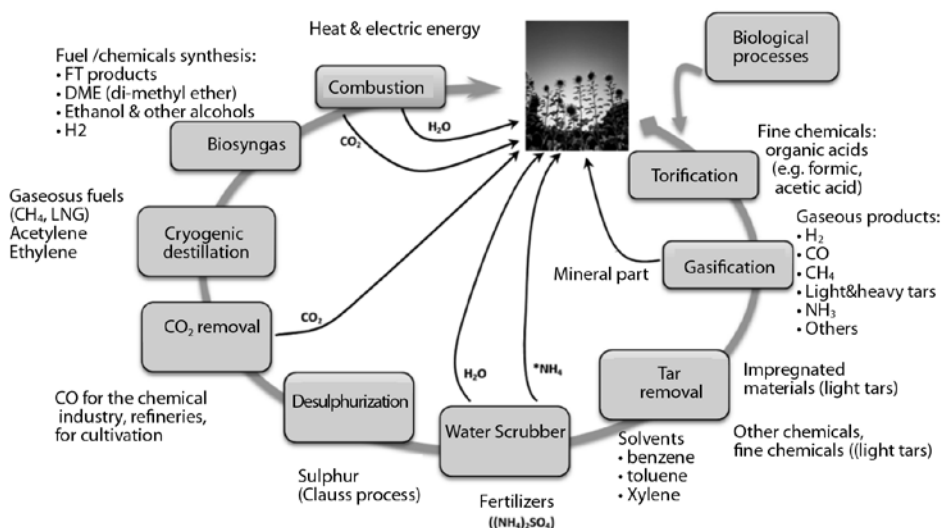 Heat & electric energy
Biological
processes
Fuel /chemicals synthesis:
• FT products
• DME (di-methyl ether)
• Ethanol & other alcohols
• H2
Combustion
H₂O
CO₂
Biosyngas
Fine chemicals:
organic acids
(e.g. formic,
acetic acid)
Torification
Gaseosus fuels
(CH₄, LNG)
Acetylene
Ethylene
Cryogenic
destillation
Gaseous products:
• H₂
• CO
• CH₄
• Light&heavy tars
• NH₃
• Others
Gasification
Mineral part
CO₂ removal
CO₂
H₂O
*NH₄
Tar
removal
Impregnated
materials (light tars)
CO for the chemical
industry, refineries,
for cultivation
Desulphurization
Water Scrubber
Other chemicals,
fine chemicals ((light tars)
Solvents
• benzene
• toluene
• Xylene
Sulphur
(Clauss process)
Fertilizers
((NH₄)₂SO₄)